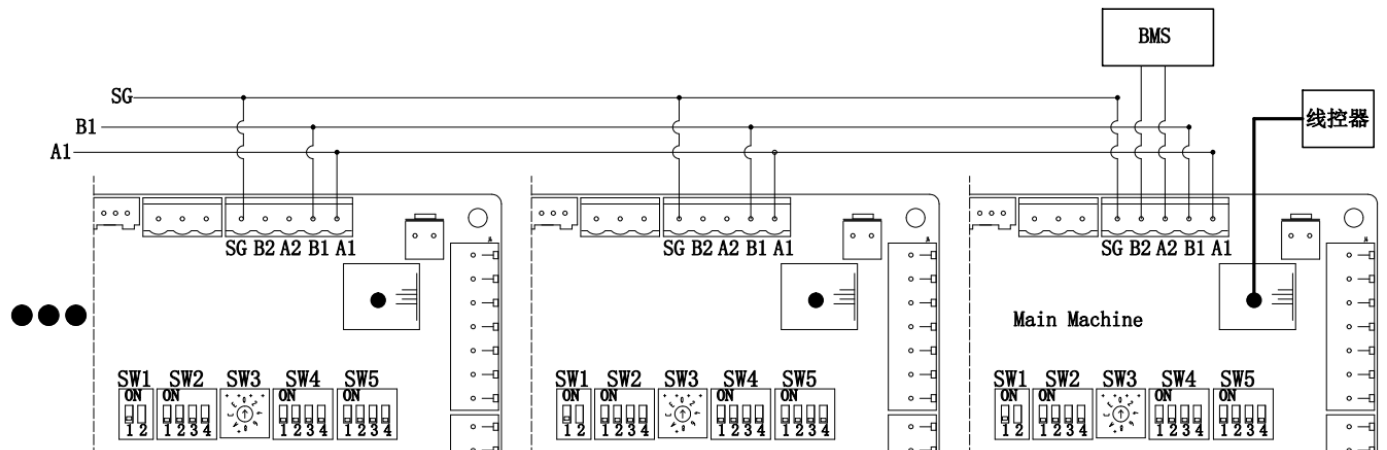 BMS
SG
线控器
B1
A1
SG B2 A2 B1 A1
SG B2 A2 B1 A1
SG B2 A2 B1 A1
Main Machine
SW1 SW2 SW3 SW4 SW5
ON ON ON ON
1 2 1 2 3 4 1 2 3 4 1 2 3 4
SW1 SW2 SW3 SW4 SW5
ON ON ON ON
1 2 1 2 3 4 1 2 3 4 1 2 3 4
SW1 SW2 SW3 SW4 SW5
ON ON ON ON
1 2 1 2 3 4 1 2 3 4 1 2 3 4